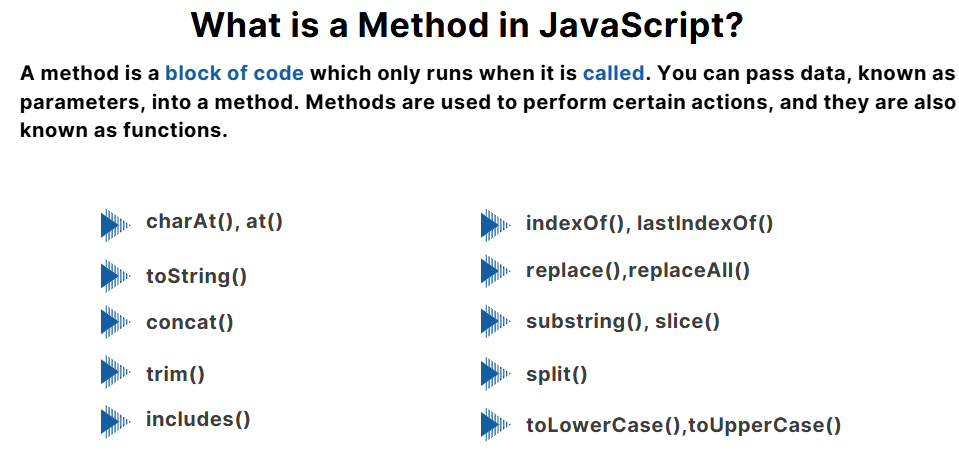 What is a Method in JavaScript?
A method is a block of code which only runs when it is called. You can pass data, known as
parameters, into a method. Methods are used to perform certain actions, and they are also
known as functions.
charAt(), at()
toString()
concat()
trim()
includes()
indexOf(), lastIndexOf()
replace(),replaceAll()
substring(), slice()
split()
toLowerCase(),toUpperCase()